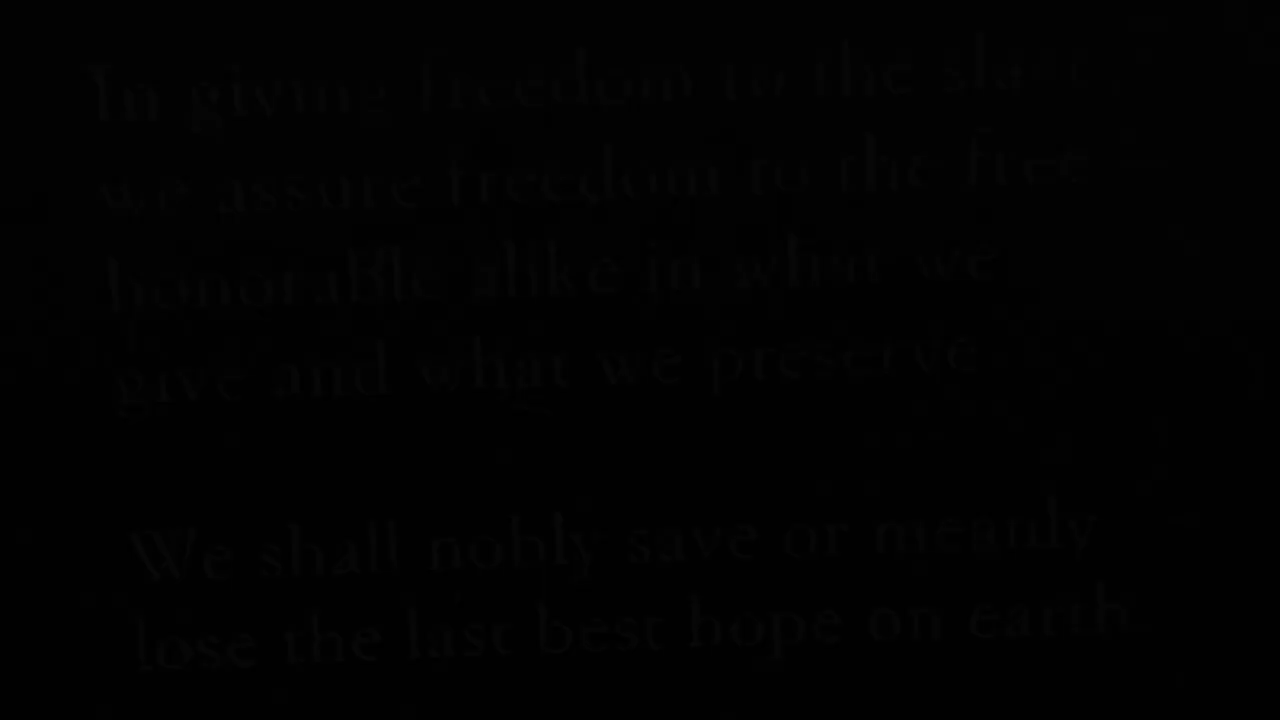 In giving freedom to the slave
we assure freedom to the free
honorable alike in what we
give and what we preserve
We shall nobly save or meanly
lose the last best hope on earth